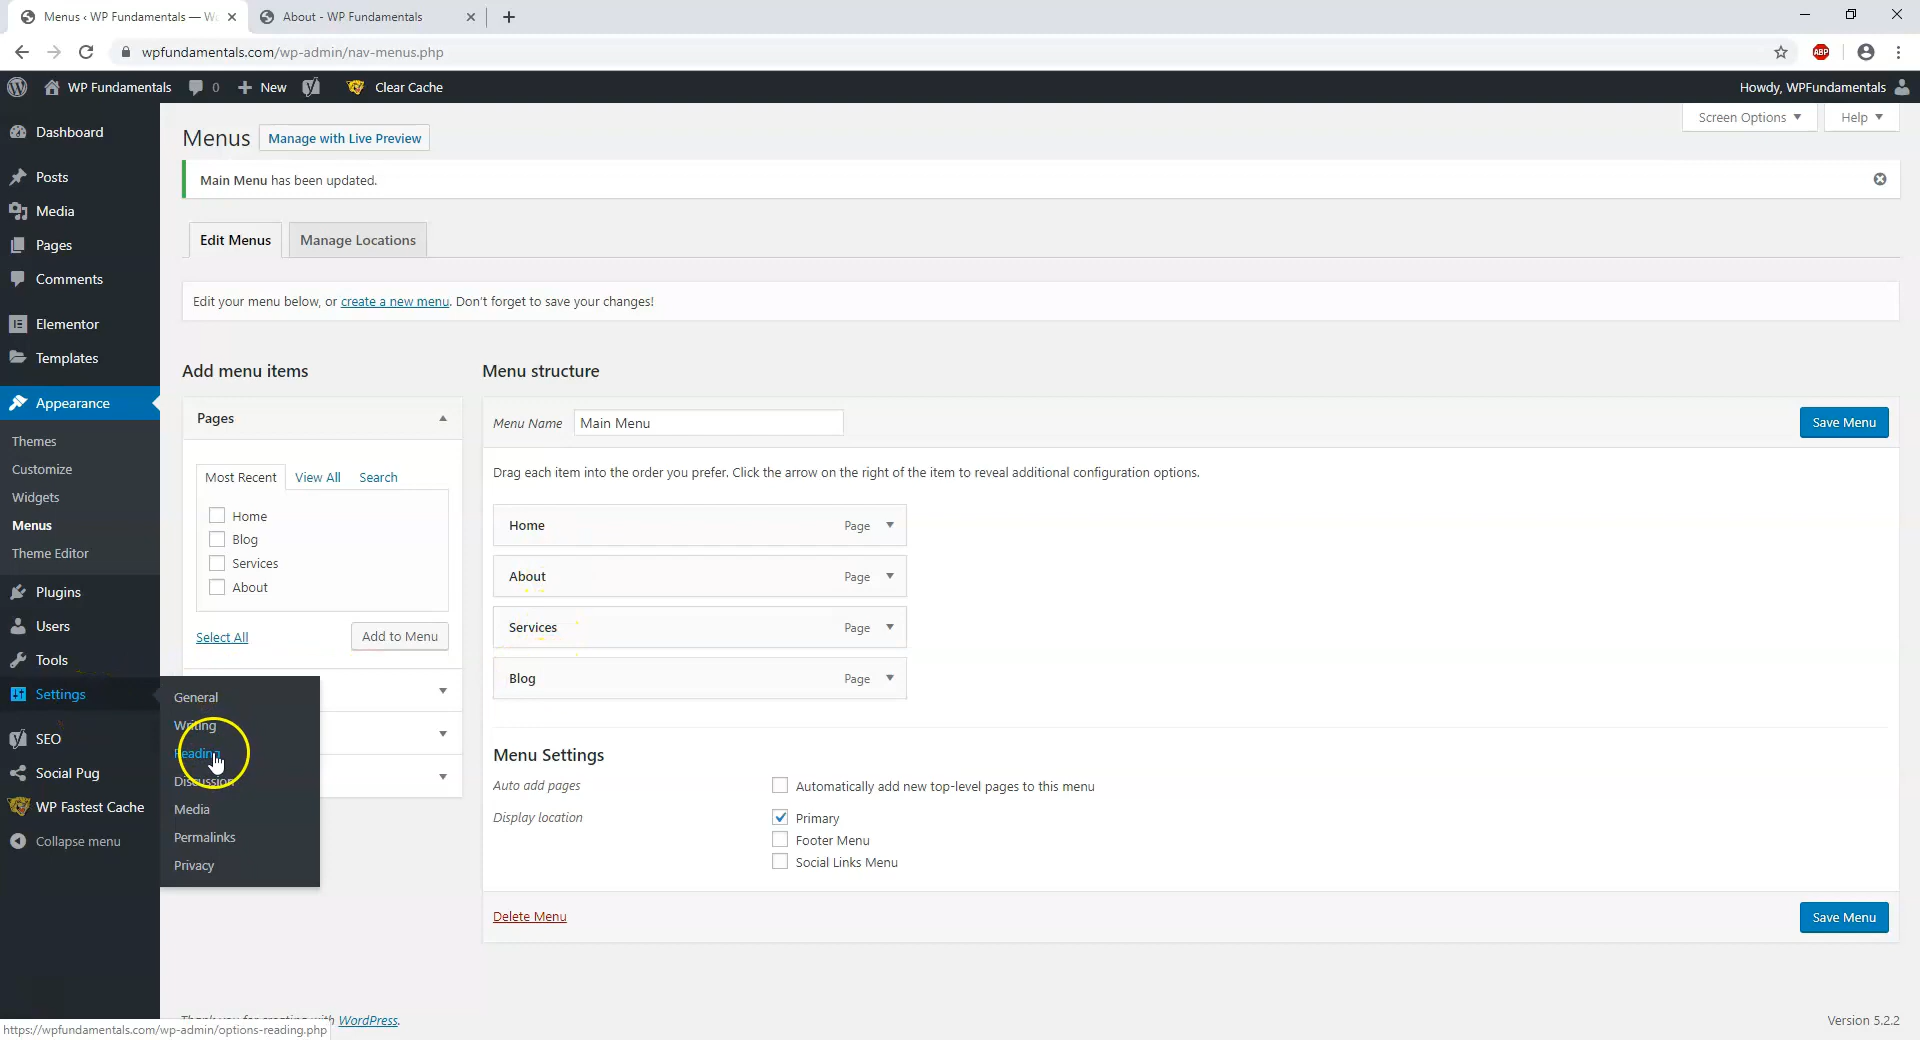 Menus ‹ WP Fundamentals — W
About - WP Fundamentals
wpfundamentals.com/wp-admin/nav-menus.php
ABP
WP Fundamentals
0
New
Clear Cache
Howdy, WPFundamentals
Dashboard
Posts
Media
Pages
Comments
Elementor
Templates
Appearance
Themes
Customize
Widgets
Menus
Theme Editor
Plugins
Users
Tools
Settings
SEO
Social Pug
WP Fastest Cache
Collapse menu
General
Writing
Reading
Discussion
Media
Permalinks
Privacy
Screen Options
Help
Menus
Manage with Live Preview
Main Menu has been updated.
Edit Menus
Manage Locations
Edit your menu below, or create a new menu. Don't forget to save your changes!
Add menu items
Pages
Most Recent
View All
Search
Home
Blog
Services
About
Select All
Add to Menu
Menu structure
Menu Name
Main Menu
Save Menu
Drag each item into the order you prefer. Click the arrow on the right of the item to reveal additional configuration options.
Home
Page
About
Page
Services
Page
Blog
Page
Menu Settings
Auto add pages
Automatically add new top-level pages to this menu
Display location
Primary
Footer Menu
Social Links Menu
Delete Menu
Save Menu
Thank you for creating with WordPress.
Version 5.2.2
https://wpfundamentals.com/wp-admin/options-reading.php